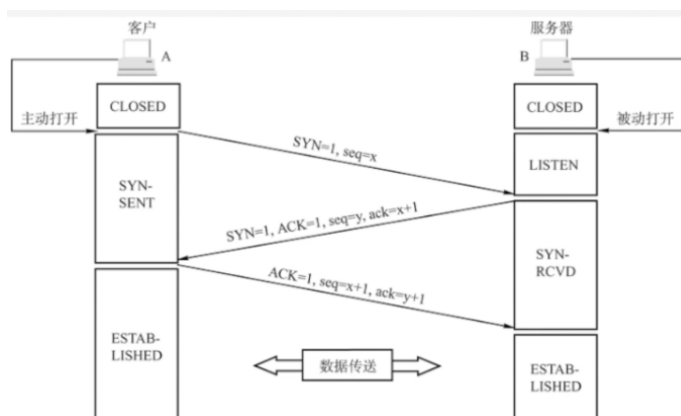 客户
服务器
A
B
CLOSED
CLOSED
主动打开
被动打开
SYN=1, seq=x
LISTEN
SYN-
SENT
SYN=1, ACK=1, seq=y, ack=x+1
SYN-
RCVD
ACK=1, seq=x+1, ack=y+1
ESTAB-
LISHED
数据传送
ESTAB-
LISHED